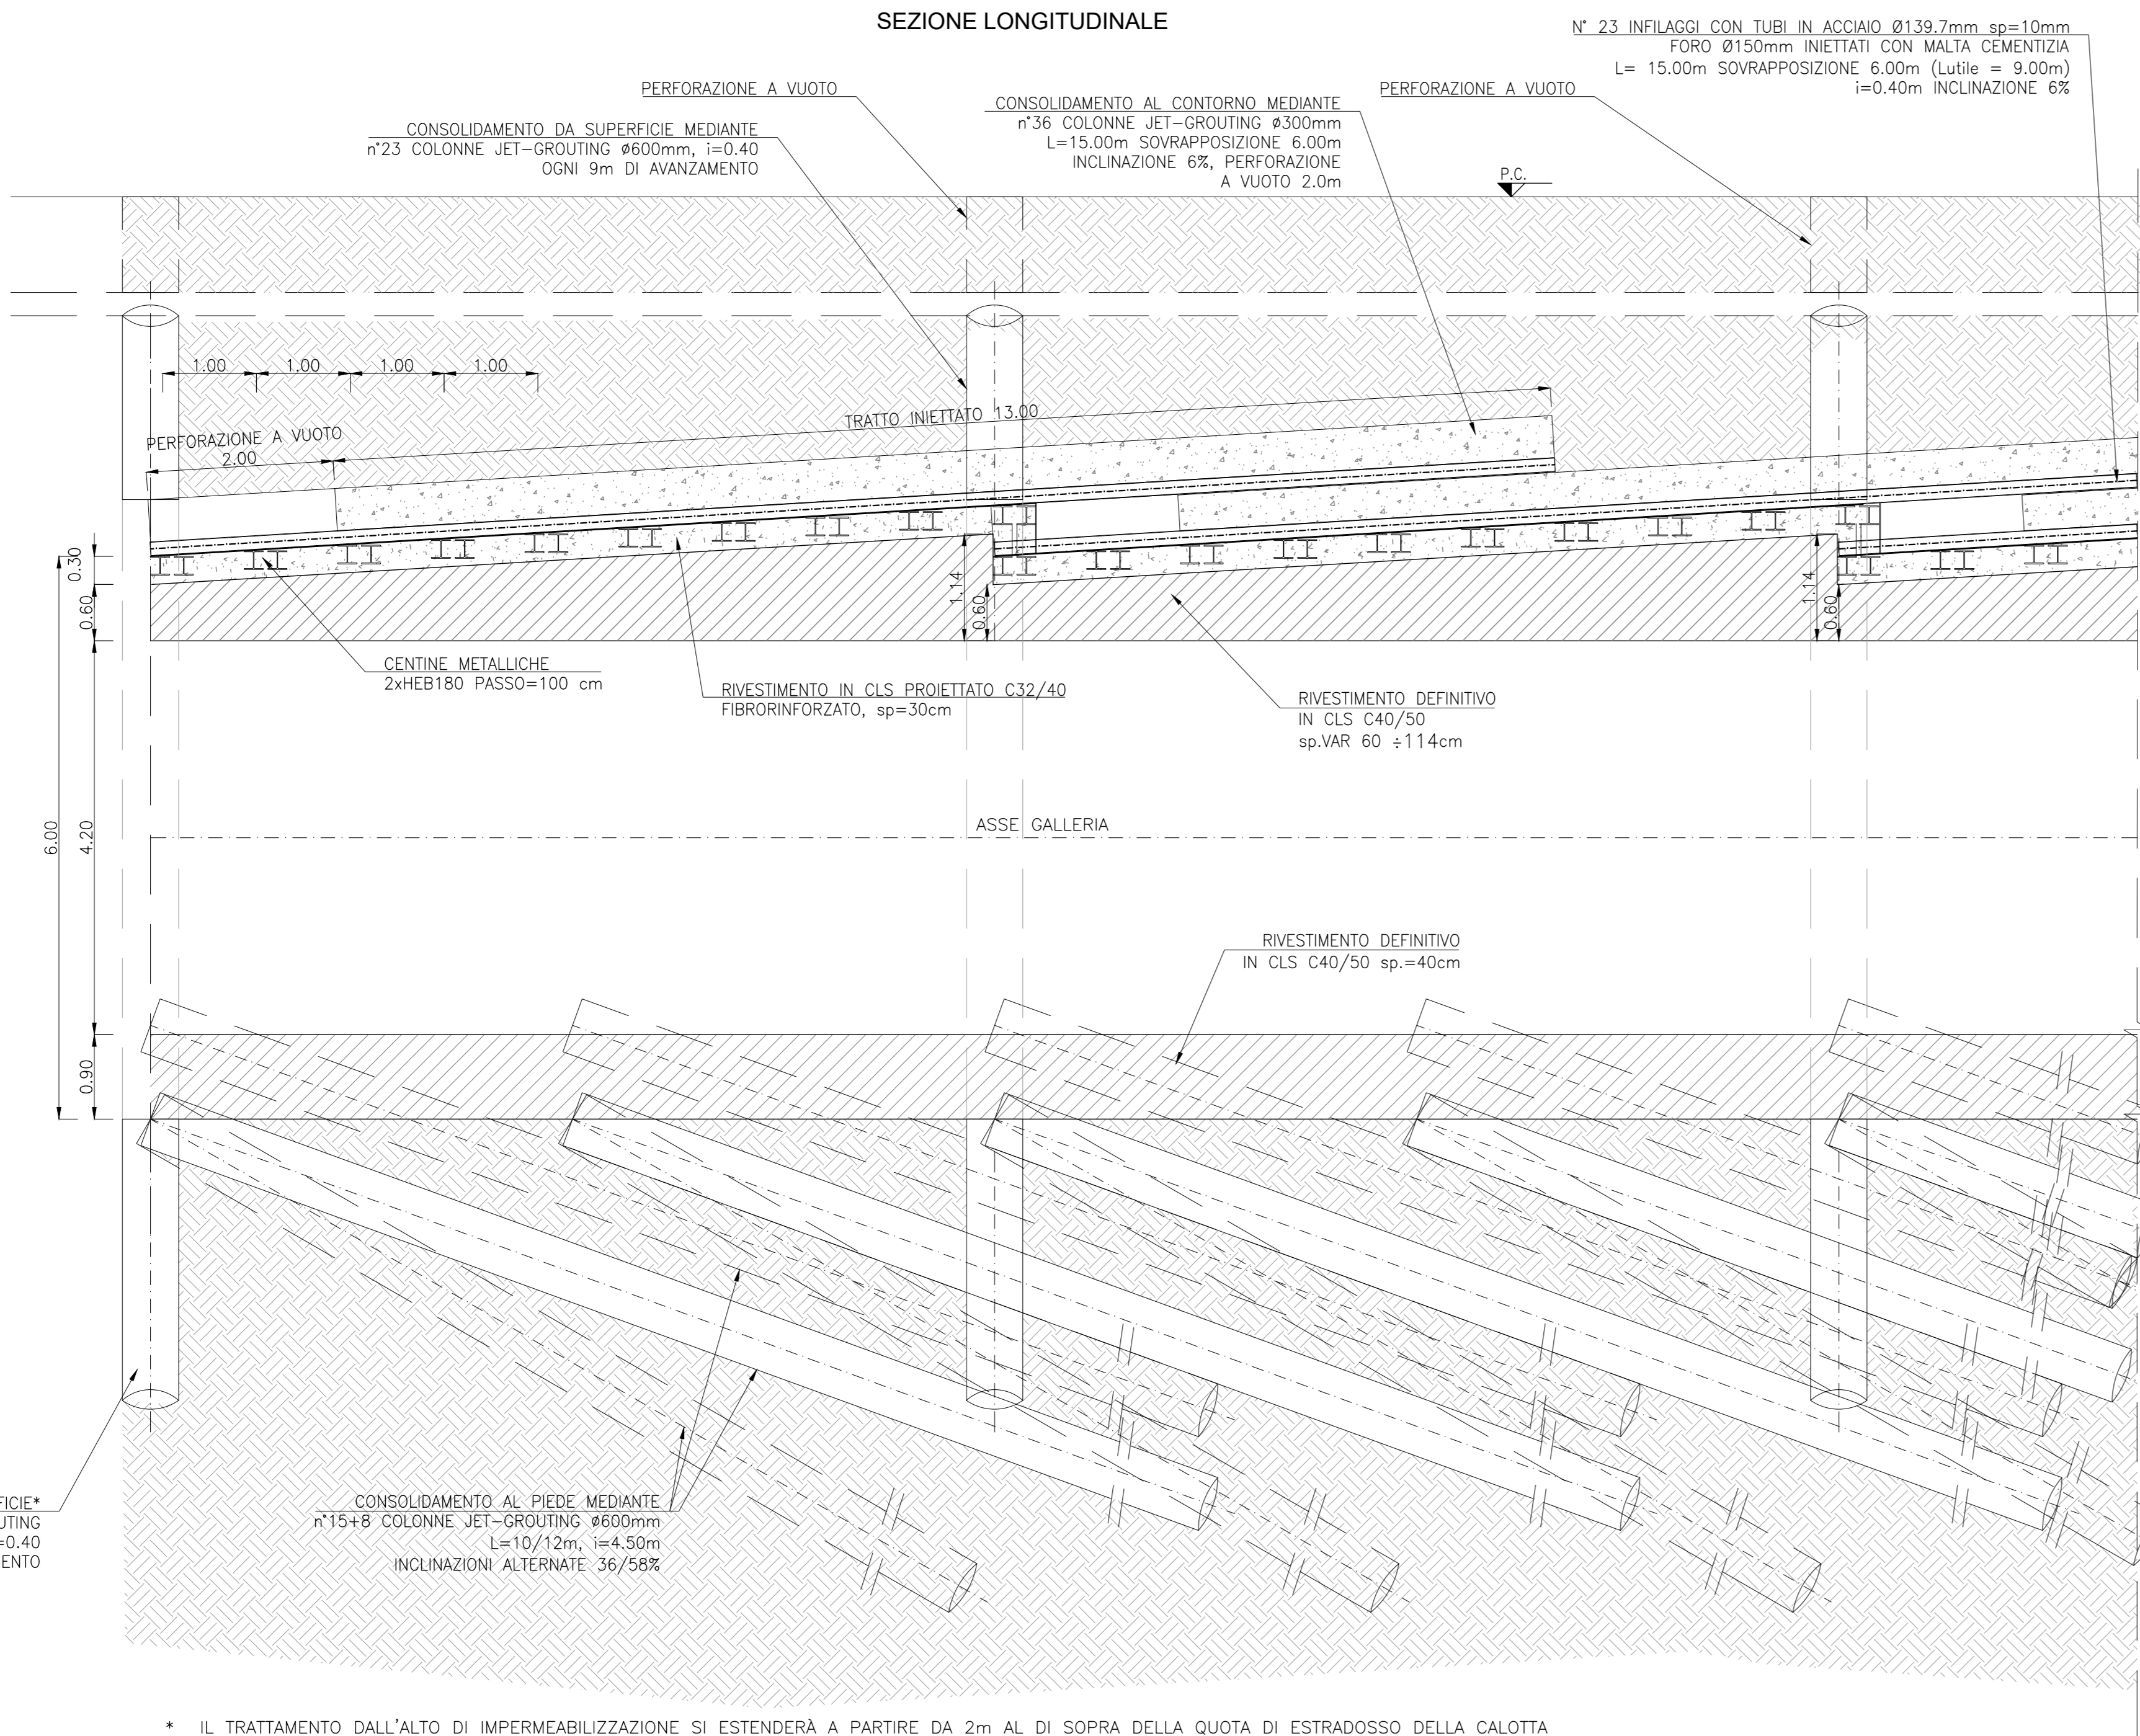 SEZIONE LONGITUDINALE
N° 23 INFILAGGI CON TUBI IN ACCIAIO Ø139.7mm sp=10mm
FORO Ø150mm INIETTATI CON MALTA CEMENTIZIA
L= 15.00m SOVRAPPOSIZIONE 6.00m (Lutile = 9.00m)
i=0.40m INCLINAZIONE 6%
PERFORAZIONE A VUOTO
PERFORAZIONE A VUOTO
CONSOLIDAMENTO AL CONTORNO MEDIANTE
n°36 COLONNE JET-GROUTING Ø300mm
L=15.00m SOVRAPPOSIZIONE 6.00m
INCLINAZIONE 6%, PERFORAZIONE
A VUOTO 2.0m
CONSOLIDAMENTO DA SUPERFICIE MEDIANTE
n°23 COLONNE JET-GROUTING Ø600mm, i=0.40
OGNI 9m DI AVANZAMENTO
P.C.
1.00 1.00 1.00 1.00
TRATTO INIETTATO 13.00
PERFORAZIONE A VUOTO
2.00
0.30
0.60
1.14
0.60
1.14
0.60
CENTINE METALLICHE
2xHEB180 PASSO=100 cm
RIVESTIMENTO IN CLS PROIETTATO C32/40
FIBRORINFORZATO, sp=30cm
RIVESTIMENTO DEFINITIVO
IN CLS C40/50
sp.VAR 60 ÷114cm
6.00
4.20
ASSE GALLERIA
RIVESTIMENTO DEFINITIVO
IN CLS C40/50 sp.=40cm
0.90
FICIE*
UTING
=0.40
ENTO
CONSOLIDAMENTO AL PIEDE MEDIANTE
n°15+8 COLONNE JET-GROUTING Ø600mm
L=10/12m, i=4.50m
INCLINAZIONI ALTERNATE 36/58%
* IL TRATTAMENTO DALL'ALTO DI IMPERMEABILIZZAZIONE SI ESTENDERÀ A PARTIRE DA 2m AL DI SOPRA DELLA QUOTA DI ESTRADOSSO DELLA CALOTTA